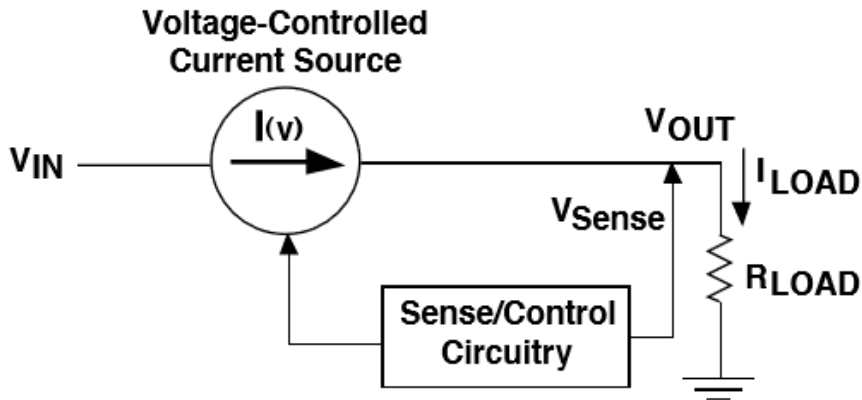 Voltage-Controlled
Current Source
I(v)
VIN
VOUT
ILOAD
VSense
RLOAD
Sense/Control
Circuitry